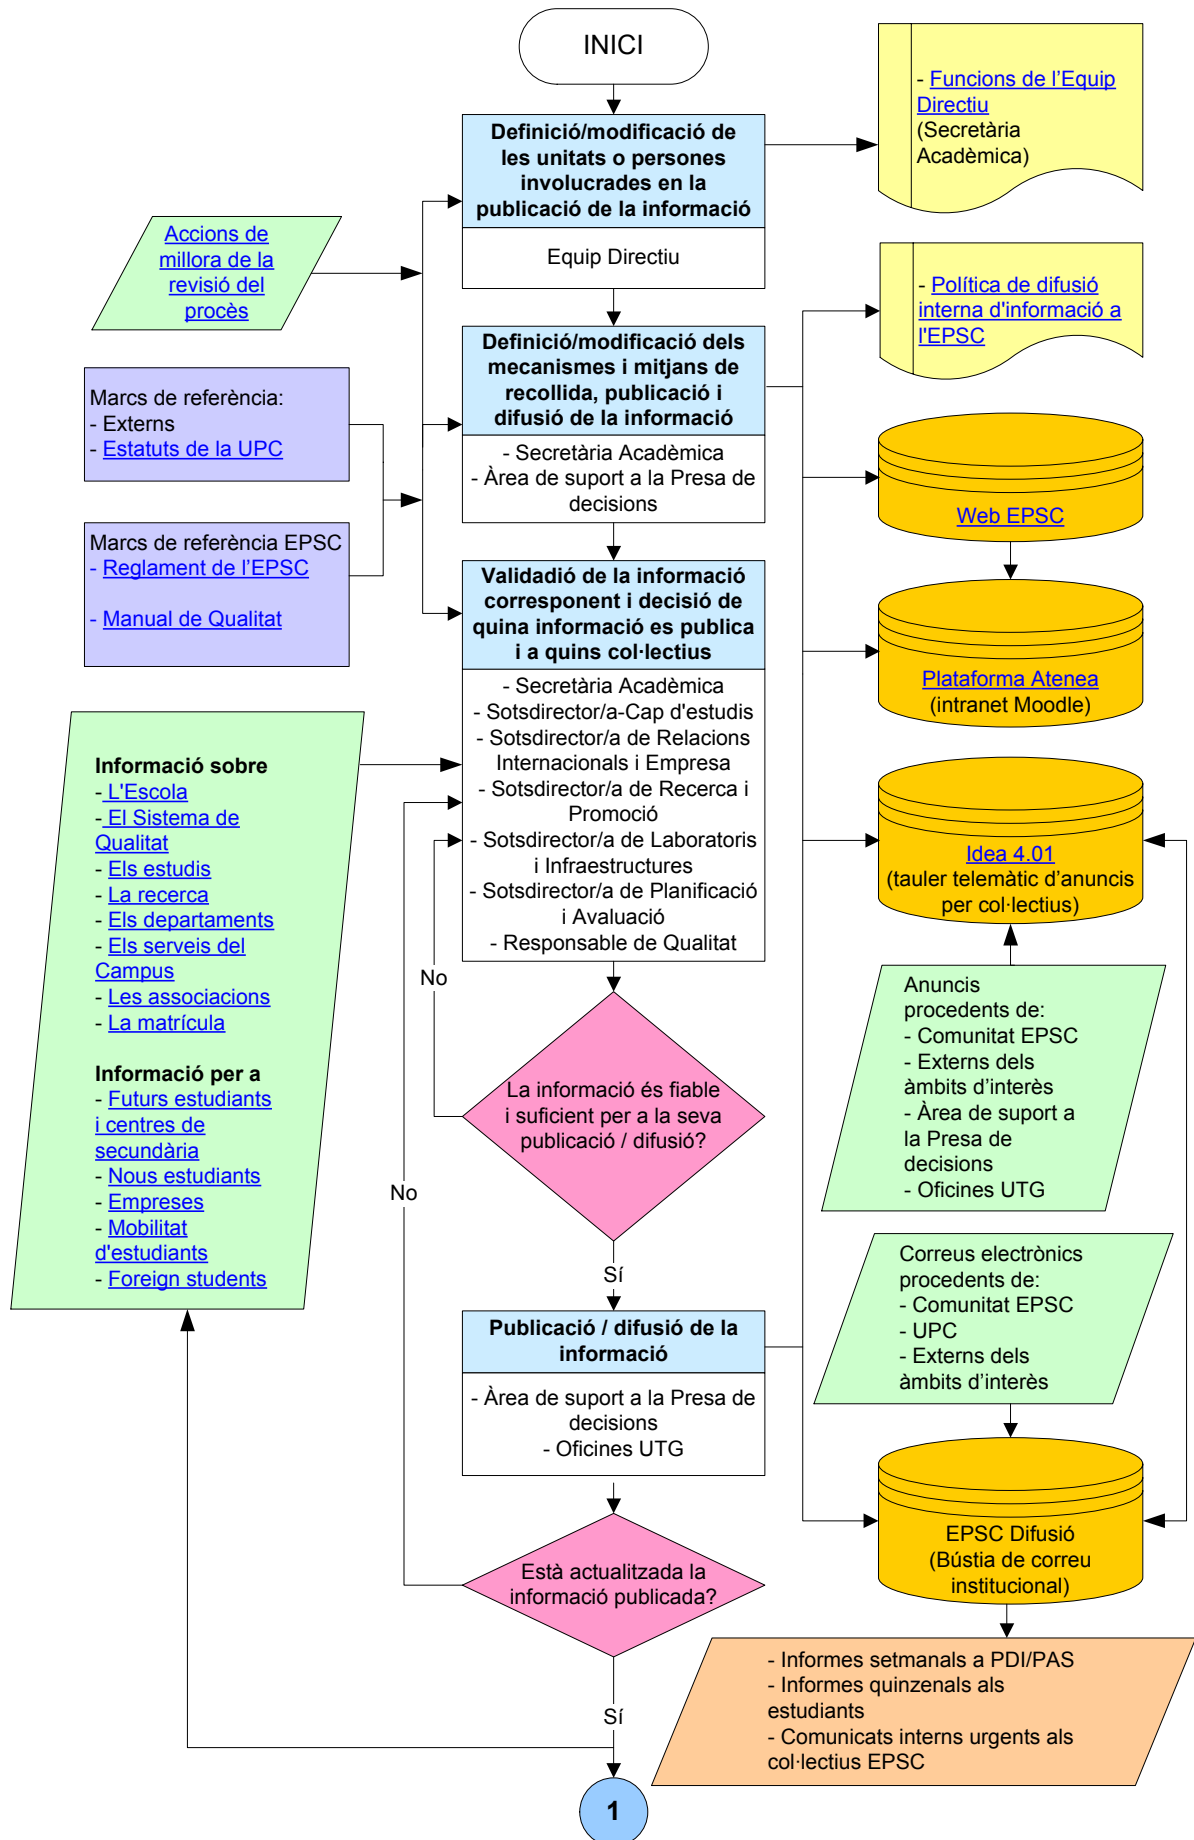 INICI
- Funcions de l'Equip
Directiu
(Secretària
Acadèmica)
Definició/modificació de
les unitats o persones
involucrades en la
publicació de la informació
Equip Directiu
Accions de
millora de la
revisió del
procès
- Política de difusió
interna d'informació a
l'EPSC
Definició/modificació dels
mecanismes i mitjans de
recollida, publicació i
difusió de la informació
- Secretària Acadèmica
- Àrea de suport a la Presa de
decisions
Marcs de referència:
- Externs
- Estatuts de la UPC
Marcs de referència EPSC
- Reglament de l'EPSC
- Manual de Qualitat
Web EPSC
Validadió de la informació
corresponent i decisió de
quina informació es publica
i a quins col·lectius
- Secretària Acadèmica
- Sotsdirector/a-Cap d'estudis
- Sotsdirector/a de Relacions
Internacionals i Empresa
- Sotsdirector/a de Recerca i
Promoció
- Sotsdirector/a de Laboratoris
i Infraestructures
- Sotsdirector/a de Planificació
i Avaluació
- Responsable de Qualitat
Plataforma Atenea
(intranet Moodle)
Informació sobre
- L'Escola
- El Sistema de
Qualitat
- Els estudis
- La recerca
- Els departaments
- Els serveis del
Campus
- Les associacions
- La matrícula
Informació per a
- Futurs estudiants
i centres de
secundària
- Nous estudiants
- Empreses
- Mobilitat
d'estudiants
- Foreign students
Idea 4.01
(tauler telemàtic d'anuncis
per col·lectius)
No
No
La informació és fiable
i suficient per a la seva
publicació / difusió?
Anuncis
procedents de:
- Comunitat EPSC
- Externs dels
àmbits d'interès
- Àrea de suport a
la Presa de
decisions
- Oficines UTG
Sí
Correus electrònics
procedents de:
- Comunitat EPSC
- UPC
- Externs dels
àmbits d'interès
Publicació / difusió de la
informació
- Àrea de suport a la Presa de
decisions
- Oficines UTG
EPSC Difusió
(Bústia de correu
institucional)
Està actualitzada la
informació publicada?
- Informes setmanals a PDI/PAS
- Informes quinzenals als
estudiants
- Comunicats interns urgents als
col·lectius EPSC
Sí
1